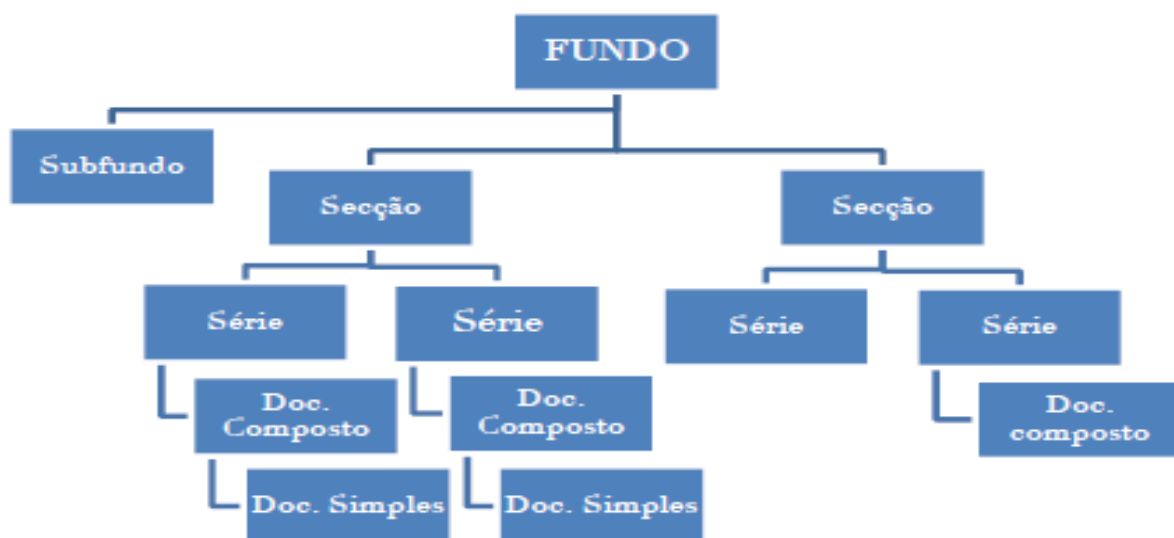 FUNDO
Subfundo
Secção
Secção
Série
Série
Série
Série
Doc.
Composto
Doc.
Composto
Doc.
composto
Doc. Simples
Doc. Simples